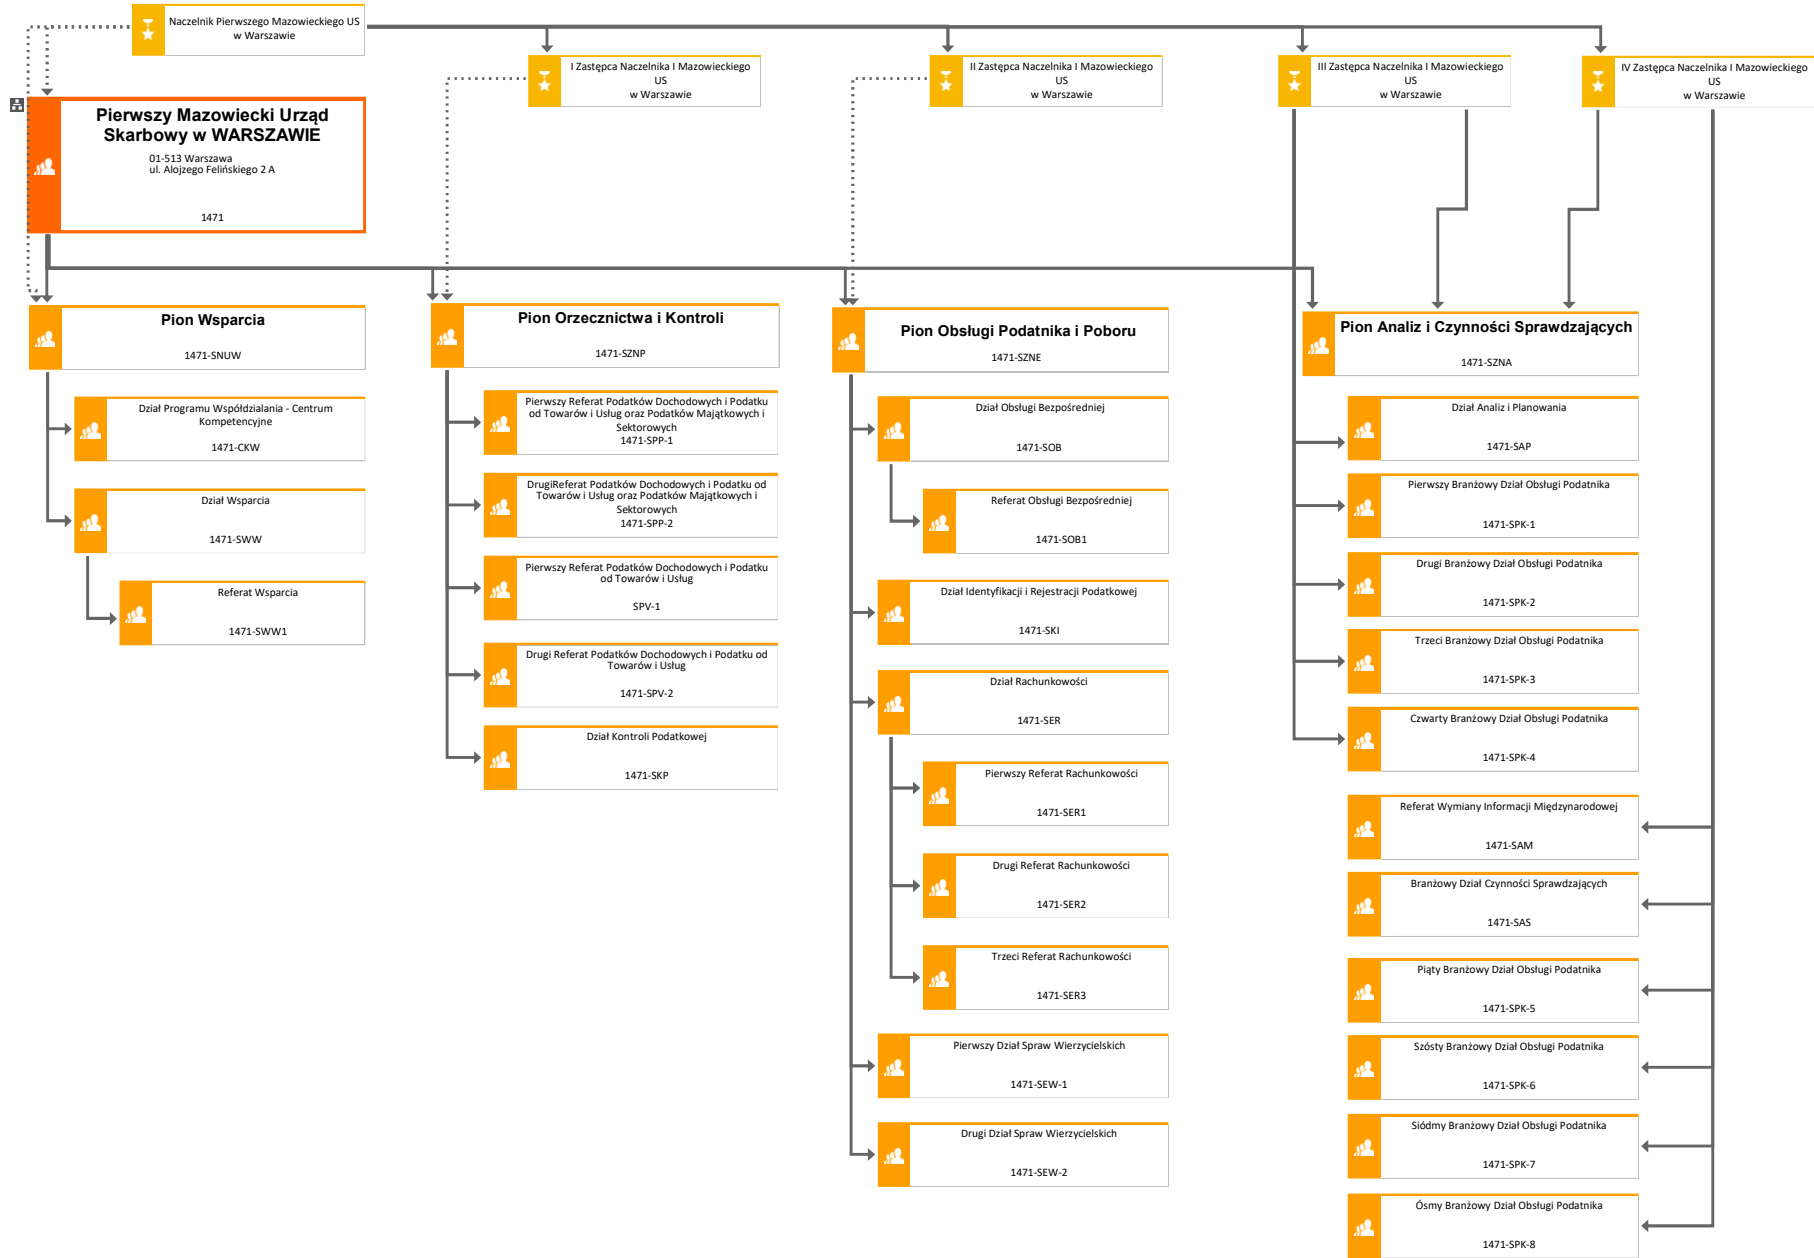 Naczelnik Pierwszego Mazowieckiego US
w Warszawie
I Zastępca Naczelnika I Mazowieckiego
US
w Warszawie
II Zastępca Naczelnika I Mazowieckiego
US
w Warszawie
III Zastępca Naczelnika I Mazowieckiego
US
w Warszawie
IV Zastępca Naczelnika I Mazowieckiego
US
w Warszawie
Pierwszy Mazowiecki Urząd
Skarbowy w WARSZAWIE
01-513 Warszawa
ul. Alojzego Felińskiego 2 A
1471
Pion Wsparcia
1471-SNUW
Dział Programu Współdziałania - Centrum
Kompetencyjne
1471-CKW
Dział Wsparcia
1471-SWW
Referat Wsparcia
1471-SWW1
Pion Orzecznictwa i Kontroli
1471-SZNP
Pierwszy Referat Podatków Dochodowych i Podatku
od Towarów i Usług oraz Podatków Majątkowych i
Sektorowych
1471-SPP-1
DrugiReferat Podatków Dochodowych i Podatku od
Towarów i Usług oraz Podatków Majątkowych i
Sektorowych
1471-SPP-2
Pierwszy Referat Podatków Dochodowych i Podatku
od Towarów i Usług
SPV-1
Drugi Referat Podatków Dochodowych i Podatku od
Towarów i Usług
1471-SPV-2
Dział Kontroli Podatkowej
1471-SKP
Pion Obsługi Podatnika i Poboru
1471-SZNE
Dział Obsługi Bezpośredniej
1471-SOB
Referat Obsługi Bezpośredniej
1471-SOB1
Dział Identyfikacji i Rejestracji Podatkowej
1471-SKI
Dział Rachunkowości
1471-SER
Pierwszy Referat Rachunkowości
1471-SER1
Drugi Referat Rachunkowości
1471-SER2
Trzeci Referat Rachunkowości
1471-SER3
Pierwszy Dział Spraw Wierzycielskich
1471-SEW-1
Drugi Dział Spraw Wierzycielskich
1471-SEW-2
Pion Analiz i Czynności Sprawdzających
1471-SZNA
Dział Analiz i Planowania
1471-SAP
Pierwszy Branżowy Dział Obsługi Podatnika
1471-SPK-1
Drugi Branżowy Dział Obsługi Podatnika
1471-SPK-2
Trzeci Branżowy Dział Obsługi Podatnika
1471-SPK-3
Czwarty Branżowy Dział Obsługi Podatnika
1471-SPK-4
Referat Wymiany Informacji Międzynarodowej
1471-SAM
Branżowy Dział Czynności Sprawdzających
1471-SAS
Piąty Branżowy Dział Obsługi Podatnika
1471-SPK-5
Szósty Branżowy Dział Obsługi Podatnika
1471-SPK-6
Siódmy Branżowy Dział Obsługi Podatnika
1471-SPK-7
Ósmy Branżowy Dział Obsługi Podatnika
1471-SPK-8